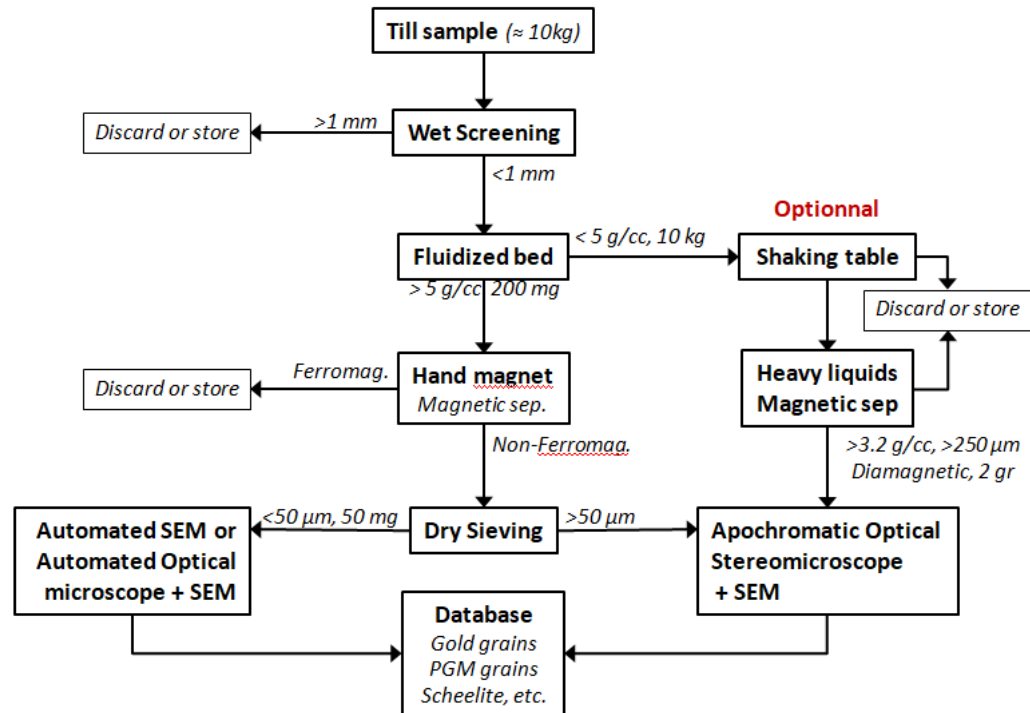 Till sample (≈ 10kg)
Discard or store
>1 mm
Wet Screening
<1 mm
Optionnal
Fluidized bed
< 5 g/cc, 10 kg
Shaking table
> 5 g/cc, 200 mg
Discard or store
Discard or store
Ferromag.
Hand magnet
Magnetic sep.
Heavy liquids
Magnetic sep
Non-Ferromag.
>3.2 g/cc, >250 µm
Diamagnetic, 2 gr
Automated SEM or
Automated Optical
microscope + SEM
<50 µm, 50 mg
Dry Sieving
>50 µm
Apochromatic Optical
Stereomicroscope
+ SEM
Database
Gold grains
PGM grains
Scheelite, etc.